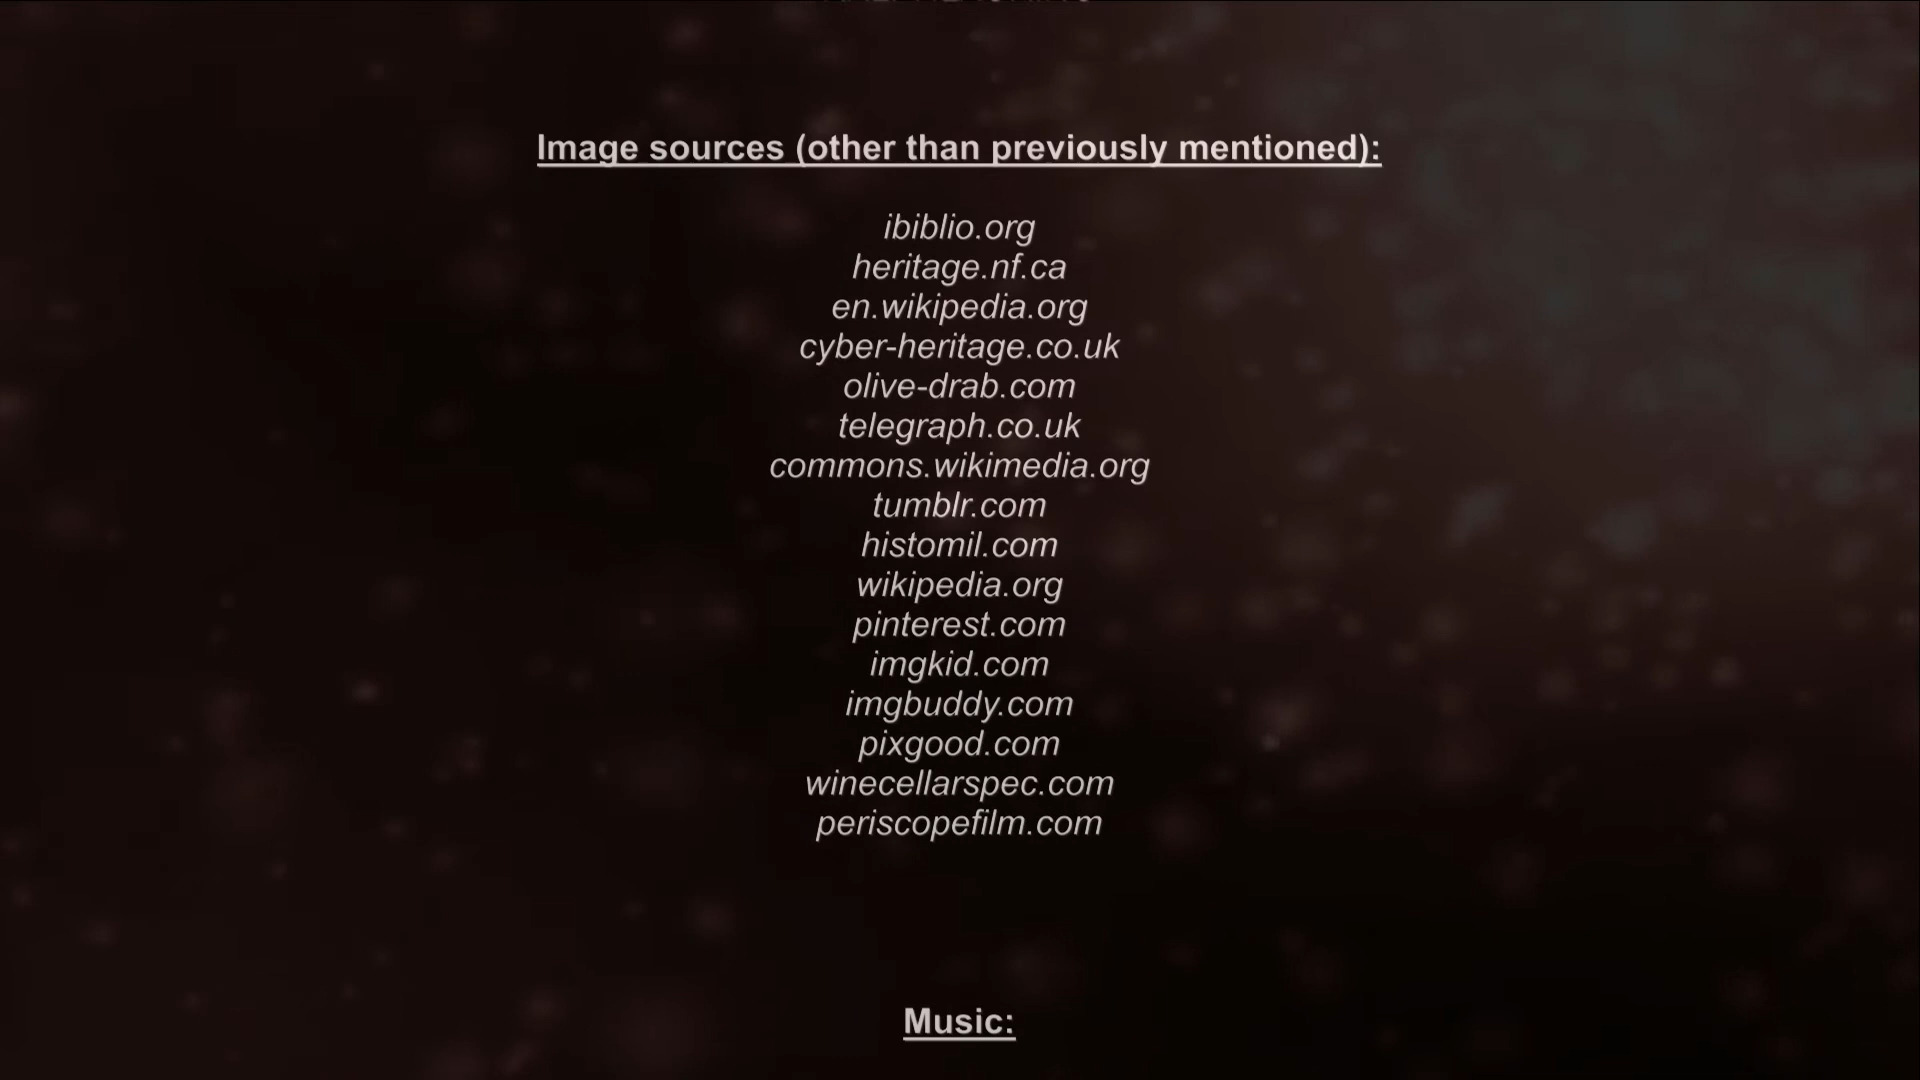 Image sources (other than previously mentioned):
ibiblio.org
heritage.nf.ca
en.wikipedia.org
cyber-heritage.co.uk
olive-drab.com
telegraph.co.uk
commons.wikimedia.org
tumblr.com
histomil.com
wikipedia.org
pinterest.com
imgkid.com
imgbuddy.com
pixgood.com
winecellarspec.com
periscopefilm.com
Music: